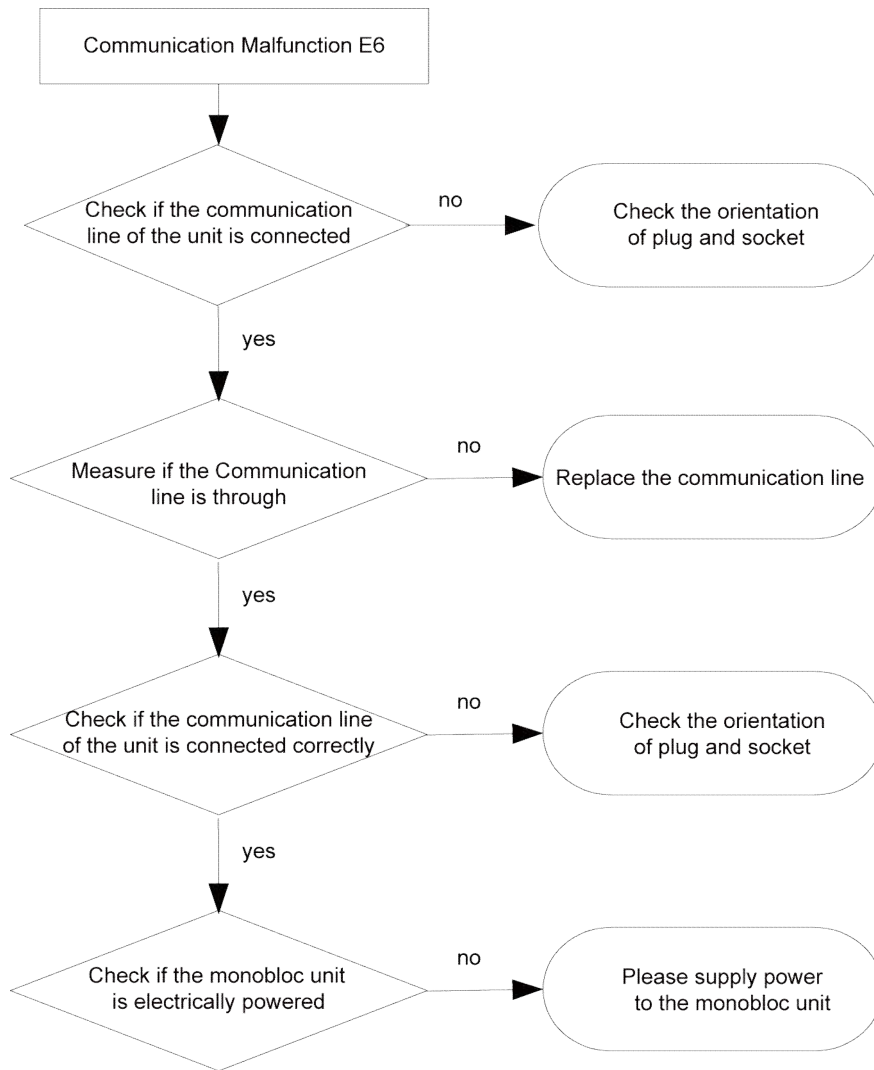 Communication Malfunction E6
Check if the communication
line of the unit is connected
no
Check the orientation
of plug and socket
yes
Measure if the Communication
line is through
no
Replace the communication line
yes
Check if the communication line
of the unit is connected correctly
no
Check the orientation
of plug and socket
yes
Check if the monobloc unit
is electrically powered
no
Please supply power
to the monobloc unit